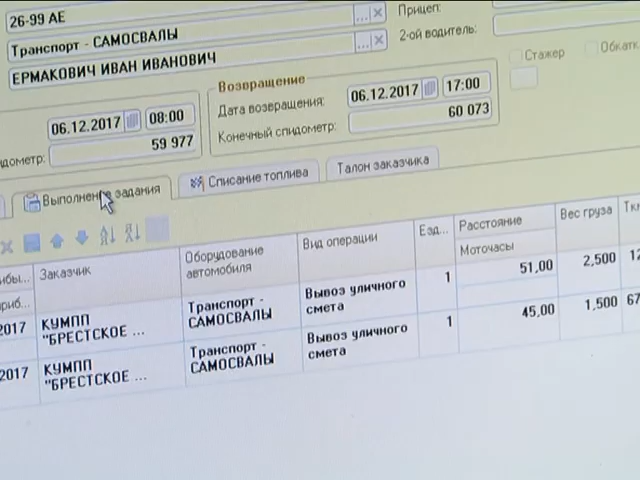 26-99 АЕ
Прицеп:
Транспорт - САМОСВАЛЫ
2-ой водитель:
ЕРМАКОВИЧ ИВАН ИВАНОВИЧ
Стажер
Возвращение
06.12.2017 08:00
Дата возвращения: 06.12.2017 17:00
59 977
Конечный спидометр: 60 073
Выполнение задания
Списание топлива
Талон заказчика
Заказчик
Оборудование автомобиля
Вид операции
Езд...
Расстояние
Моточасы
Вес груза
2017 КУМПП "БРЕСТСКОЕ ...
Транспорт - САМОСВАЛЫ
Вывоз уличного смета
1 51,00 2,500
2017 КУМПП "БРЕСТСКОЕ ...
Транспорт - САМОСВАЛЫ
Вывоз уличного смета
1 45,00 1,500